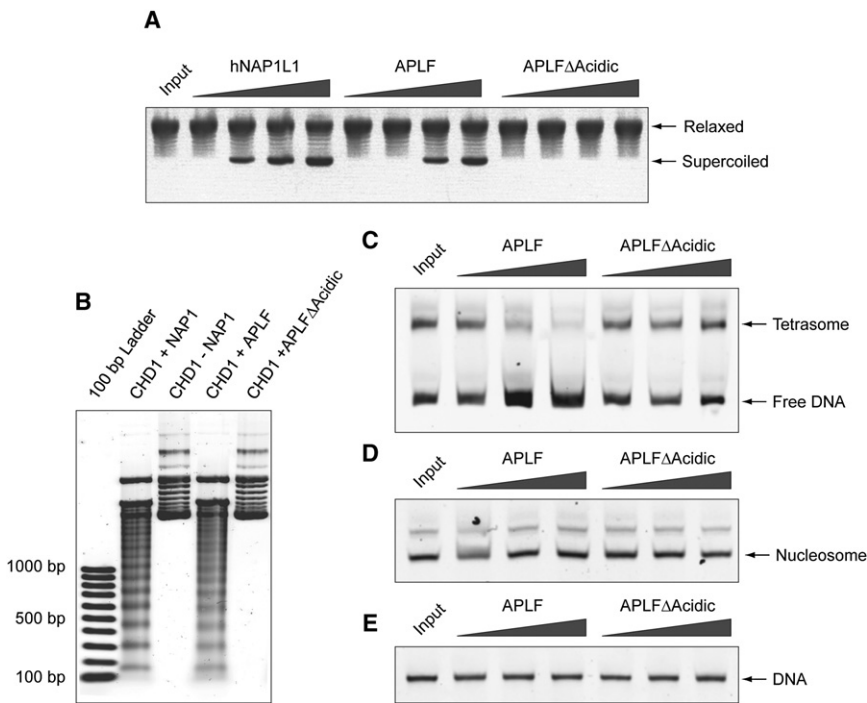 A
Input
hNAP1L1
APLF
APLFΔAcidic
Relaxed
Supercoiled
B
100 bp Ladder
CHD1 + NAP1
CHD1 - NAP1
CHD1 + APLF
CHD1 +APLFΔAcidic
1000 bp
500 bp
100 bp
C
Input
APLF
APLFΔAcidic
Tetrasome
Free DNA
D
Input
APLF
APLFΔAcidic
Nucleosome
E
Input
APLF
APLFΔAcidic
DNA